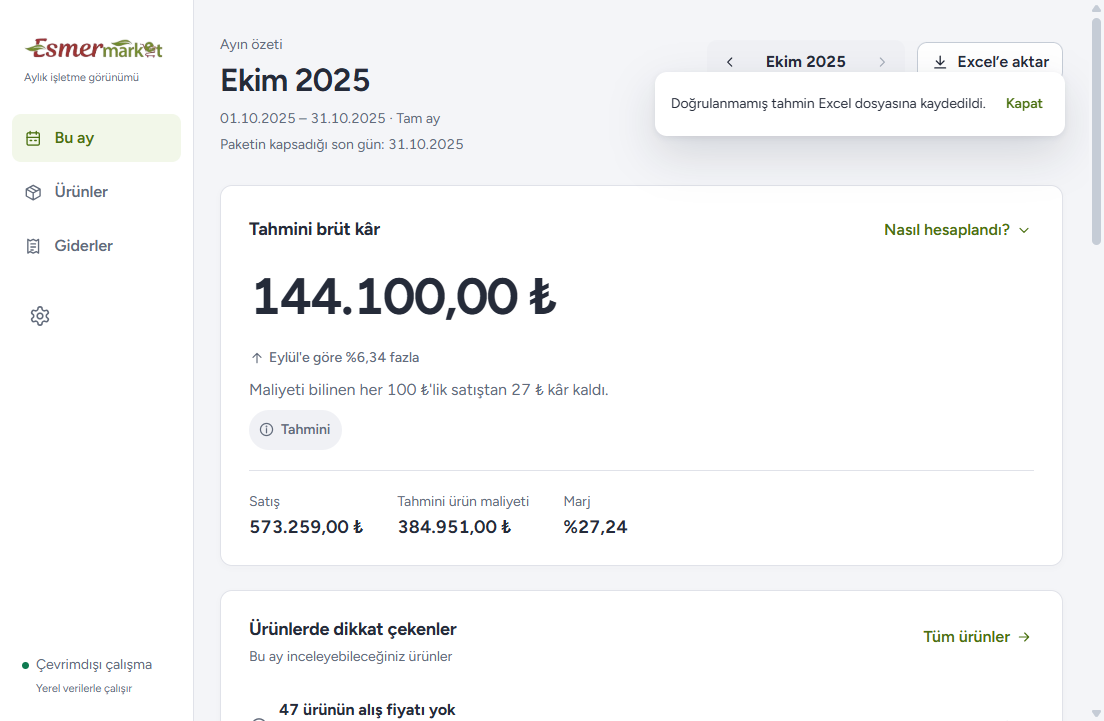 Esmermarket
Aylık işletme görünümü
Bu ay
Ürünler
Giderler
Çevrimdışı çalışma
Yerel verilerle çalışır
Ayın özeti
Ekim 2025
01.10.2025 – 31.10.2025 · Tam ay
Paketin kapsadığı son gün: 31.10.2025
Ekim 2025
Excel’e aktar
Doğrulanmamış tahmin Excel dosyasına kaydedildi. Kapat
Tahmini brüt kâr
Nasıl hesaplandı?
144.100,00 ₺
↑ Eylül'e göre %6,34 fazla
Maliyeti bilinen her 100 ₺'lik satıştan 27 ₺ kâr kaldı.
Tahmini
Satış Tahmini ürün maliyeti Marj
573.259,00 ₺ 384.951,00 ₺ %27,24
Ürünlerde dikkat çekenler
Tüm ürünler →
Bu ay inceleyebileceğiniz ürünler
47 ürünün alış fiyatı yok